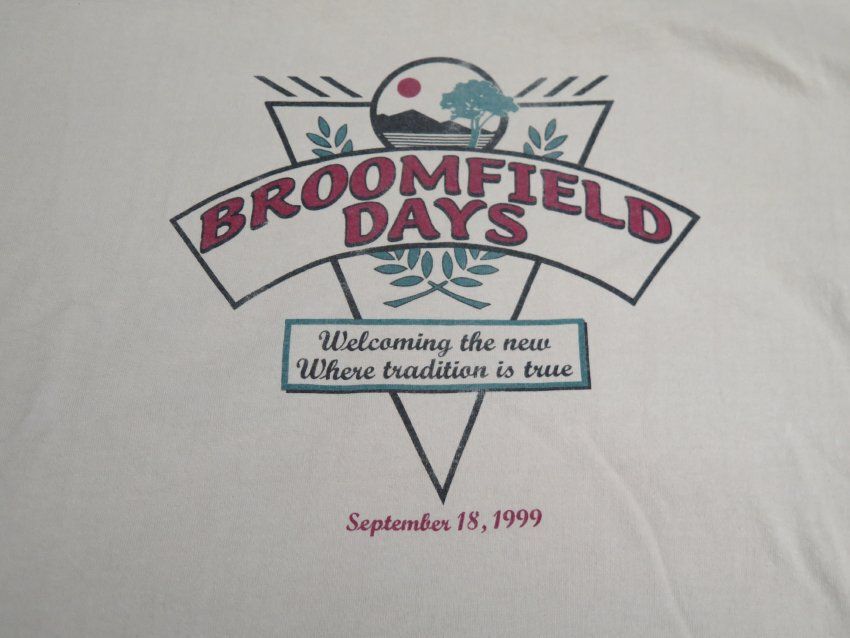 BROOMFIELD
DAYS
Welcoming the new
Where tradition is true
September 18, 1999